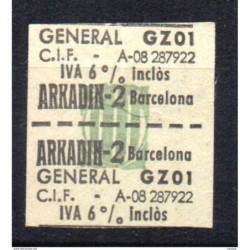 GENERAL GZ01
C.I.F. - A-08 287922
IVA 6% Inclòs
ARKADIN-2 Barcelona
ARKADIN-2 Barcelona
GENERAL GZ01
C.I.F. - A-08 287922
IVA 6% Inclòs